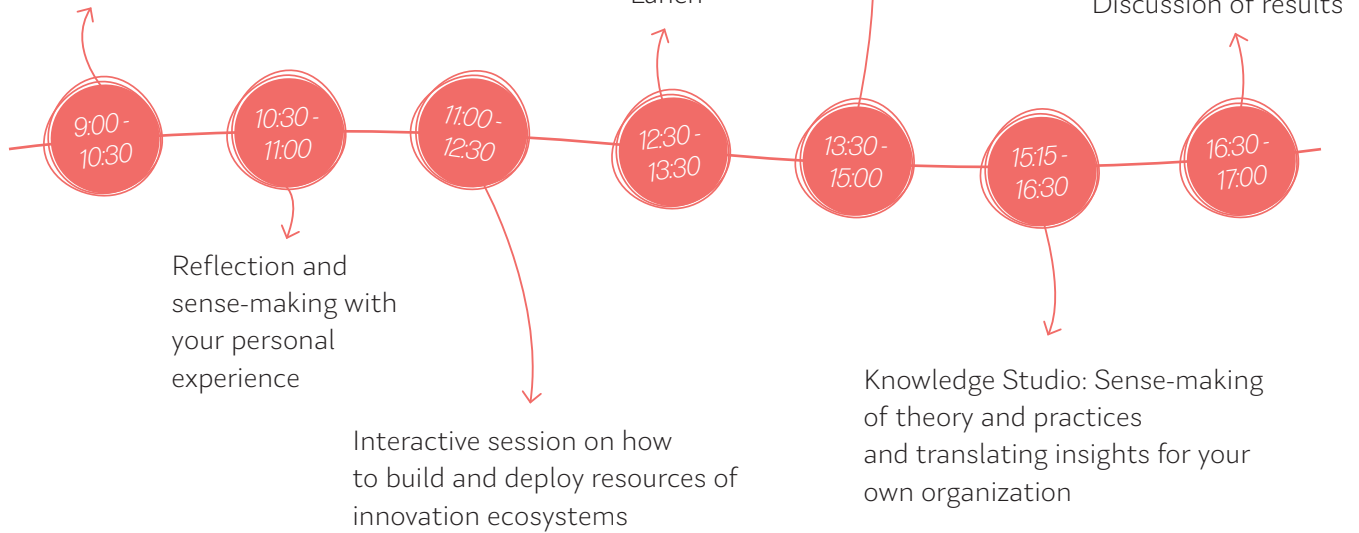 Lunch
Discussion of results
9:00 -
10:30
10:30 -
11:00
11:00 -
12:30
12:30 -
13:30
13:30 -
15:00
15:15 -
16:30
16:30 -
17:00
Reflection and
sense-making with
your personal
experience
Interactive session on how
to build and deploy resources of
innovation ecosystems
Knowledge Studio: Sense-making
of theory and practices
and translating insights for your
own organization